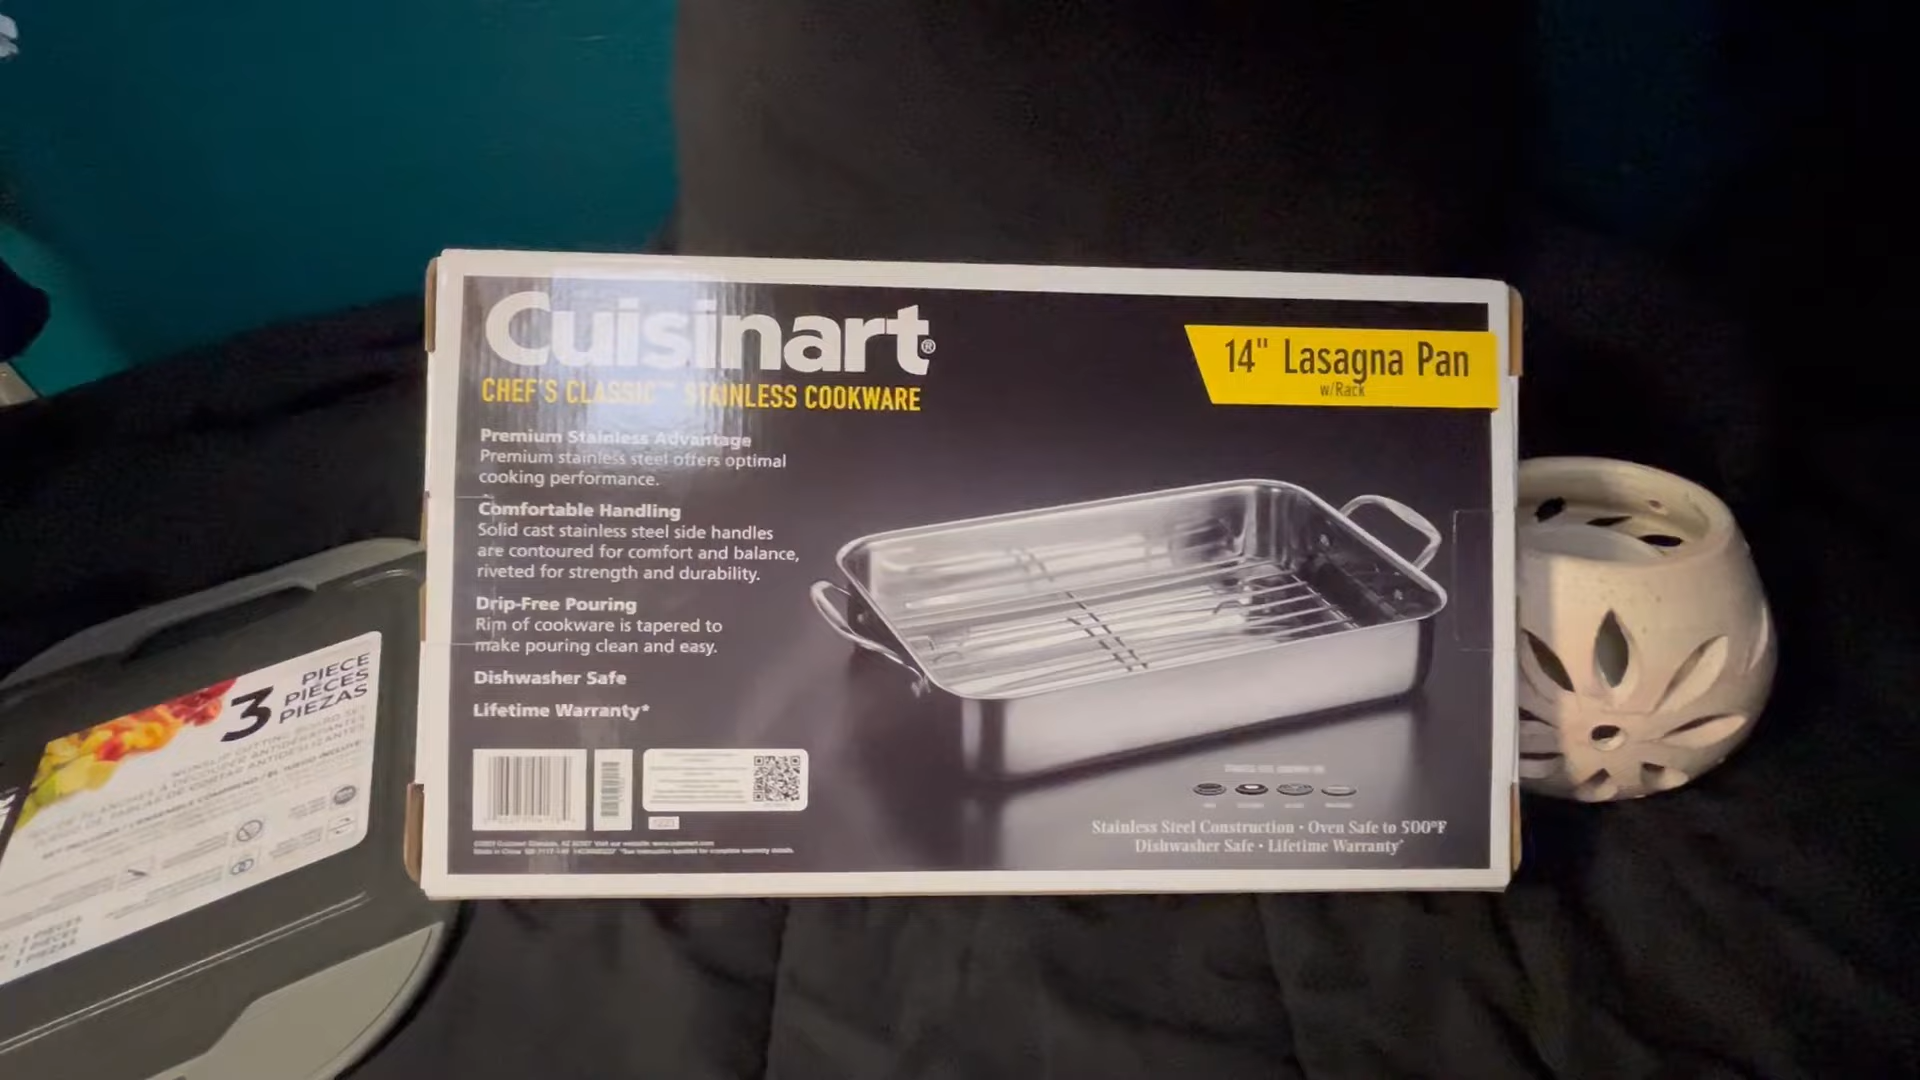 Cuisinart®
CHEF'S CLASSIC™ STAINLESS COOKWARE
14" Lasagna Pan
w/Rack
Premium Stainless Advantage
Premium stainless steel offers optimal
cooking performance.
Comfortable Handling
Solid cast stainless steel side handles
are contoured for comfort and balance,
riveted for strength and durability.
Drip-Free Pouring
Rim of cookware is tapered to
make pouring clean and easy.
Dishwasher Safe
Lifetime Warranty*
Stainless Steel Construction • Oven Safe to 500°F
Dishwasher Safe • Lifetime Warranty*
3
PIECE
PIÈCES
PIEZAS